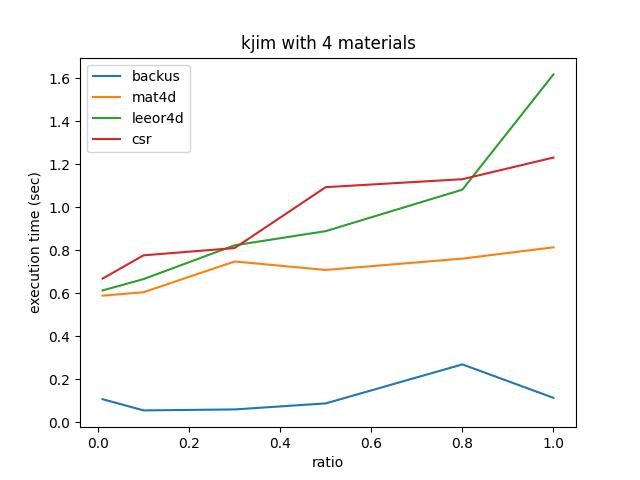 kjim with 4 materials
backus
mat4d
leeor4d
csr
execution time (sec)
1.6
1.4
1.2
1.0
0.8
0.6
0.4
0.2
0.0
0.0 0.2 0.4 0.6 0.8 1.0
ratio